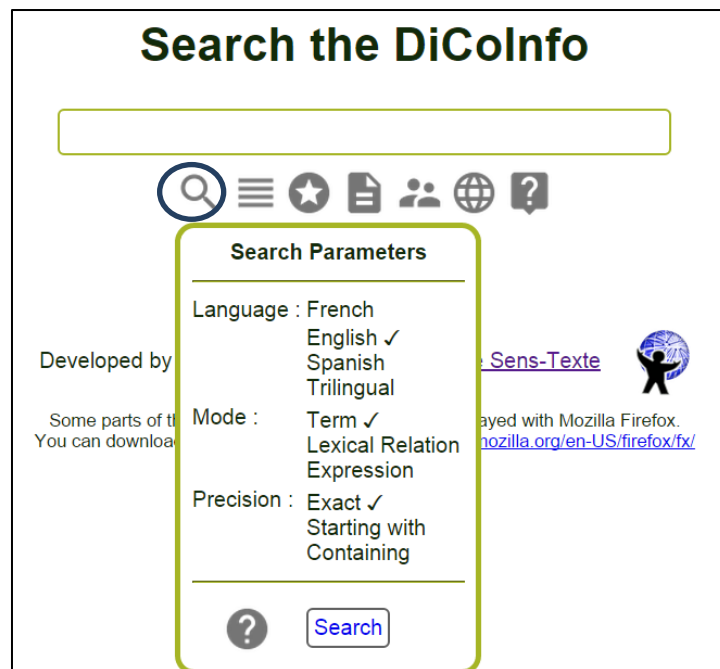 Search the DiCoInfo
Search Parameters
Language : French
English ✓
Spanish
Trilingual
Developed by
e Sens-Texte
Mode : Term ✓
Some parts of th
ayed with Mozilla Firefox.
Lexical Relation
You can downloa
mozilla.org/en-US/firefox/fx/
Expression
Precision : Exact ✓
Starting with
Containing
?
Search